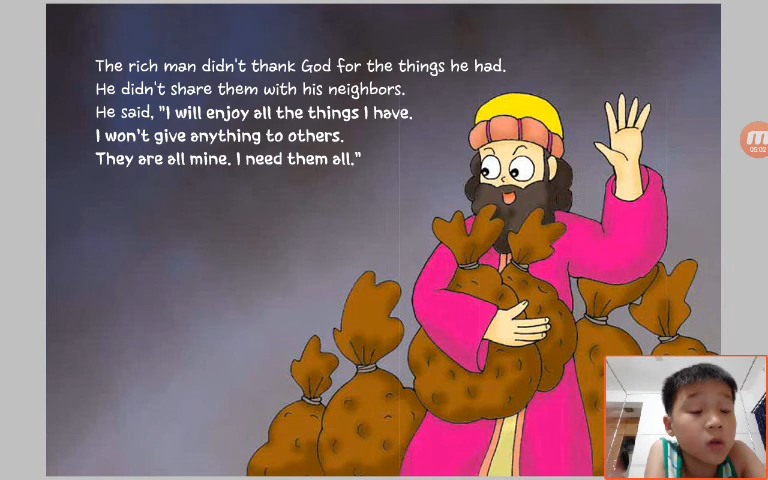 The rich man didn't thank God for the things he had.
He didn't share them with his neighbors.
He said, "I will enjoy all the things I have.
I won't give anything to others.
They are all mine. I need them all."
05:02